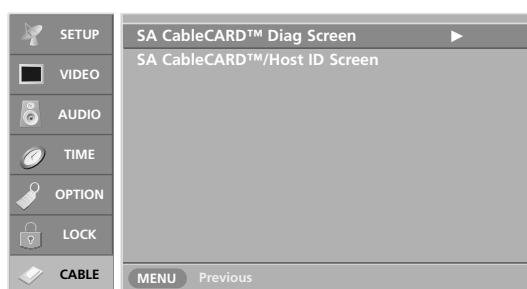 SETUP
VIDEO
AUDIO
TIME
OPTION
LOCK
CABLE
SA CableCARD™ Diag Screen ▶
SA CableCARD™/Host ID Screen
MENU Previous